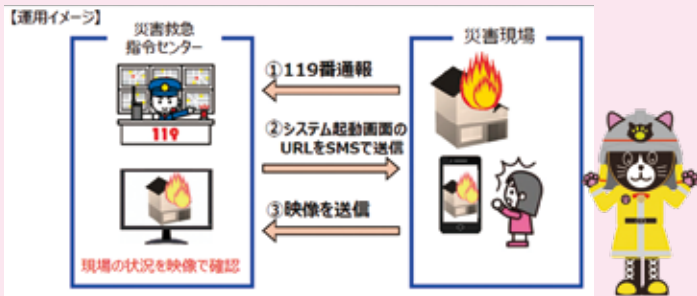 【運用イメージ】
災害救急
指令センター
119
現場の状況を映像で確認
①119番通報
②システム起動画面の
URLをSMSで送信
③映像を送信
災害現場